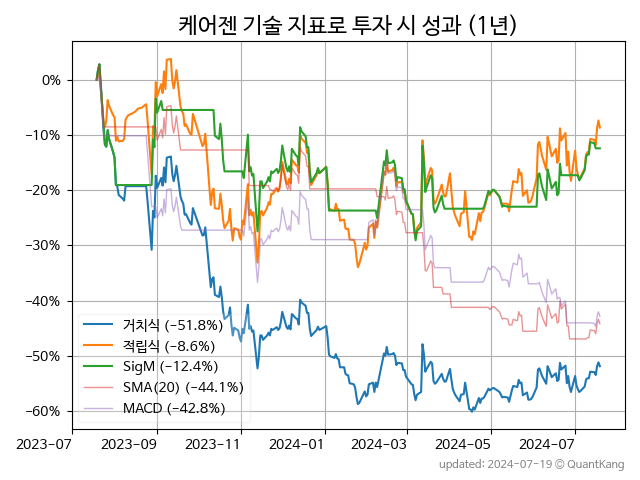 케어젠 기술 지표로 투자 시 성과 (1년)
0%
−10%
−20%
−30%
−40%
−50%
−60%
거치식 (−51.8%)
적립식 (−8.6%)
SigM (−12.4%)
SMA(20) (−44.1%)
MACD (−42.8%)
2023−07 2023−09 2023−11 2024−01 2024−03 2024−05 2024−07
updated: 2024−07−19 @ QuantKang